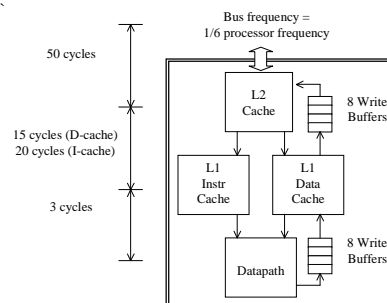 `
Bus frequency =
1/6 processor frequency
50 cycles
L2
Cache
8 Write
Buffers
15 cycles (D-cache)
20 cycles (I-cache)
L1
Instr
Cache
L1
Data
Cache
3 cycles
Datapath
8 Write
Buffers